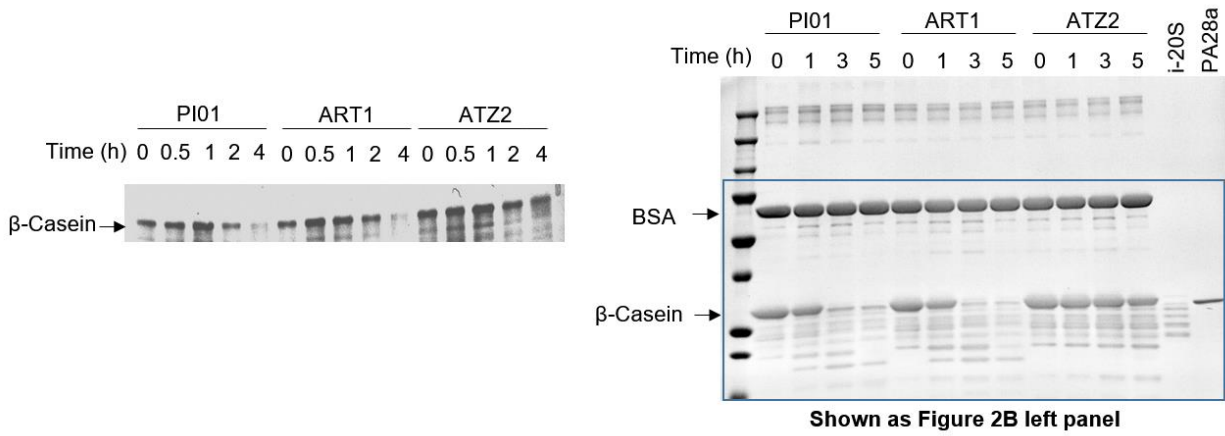 PI01 ART1 ATZ2
Time (h) 0 0.5 1 2 4 0 0.5 1 2 4 0 0.5 1 2 4
β-Casein
PI01 ART1 ATZ2
Time (h) 0 1 3 5 0 1 3 5 0 1 3 5 i-20S PA28a
BSA
β-Casein
Shown as Figure 2B left panel